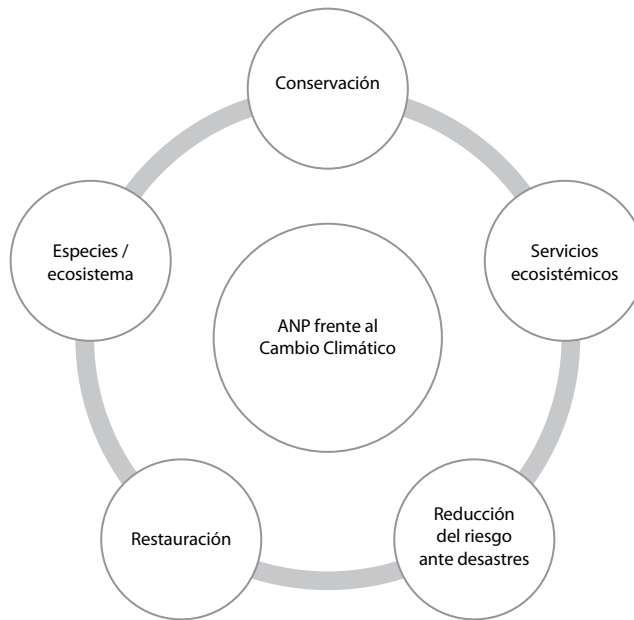 Conservación
Especies /
ecosistema
Servicios
ecosistémicos
ANP frente al
Cambio Climático
Restauración
Reducción
del riesgo
ante desastres